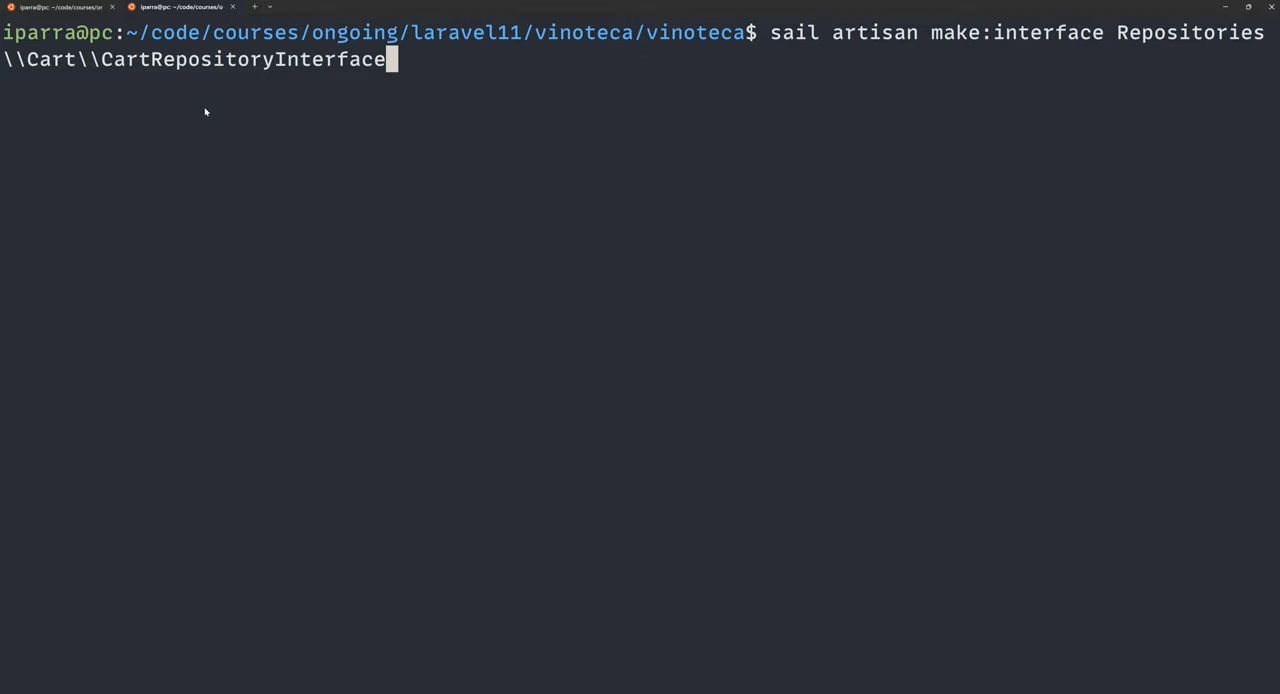 iparra@pc: ~/code/courses/or
iparra@pc: ~/code/courses/o
iparra@pc:~/code/courses/ongoing/laravel11/vinoteca/vinoteca$ sail artisan make:interface Repositories
\\Cart\\CartRepositoryInterface